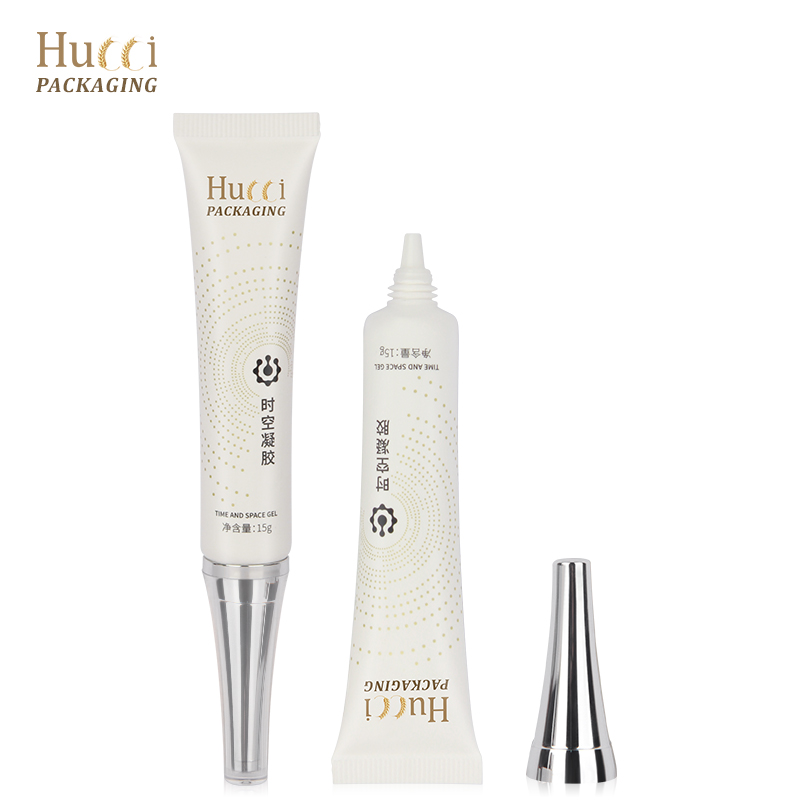 Hucci
PACKAGING
Hucci
PACKAGING
时空凝胶
TIME AND SPACE GEL
净含量:15g
净含量:15g
TIME AND SPACE GEL
时空凝胶
Hucci
PACKAGING